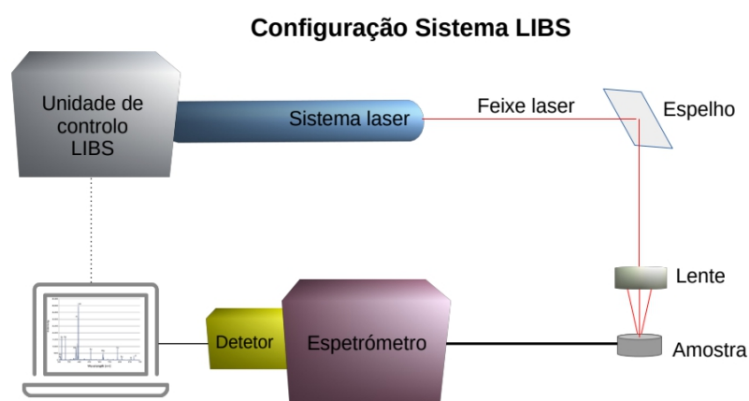 Configuração Sistema LIBS
Unidade de
controlo
LIBS
Sistema laser
Feixe laser
Espelho
Lente
Detetor
Espetrómetro
Amostra